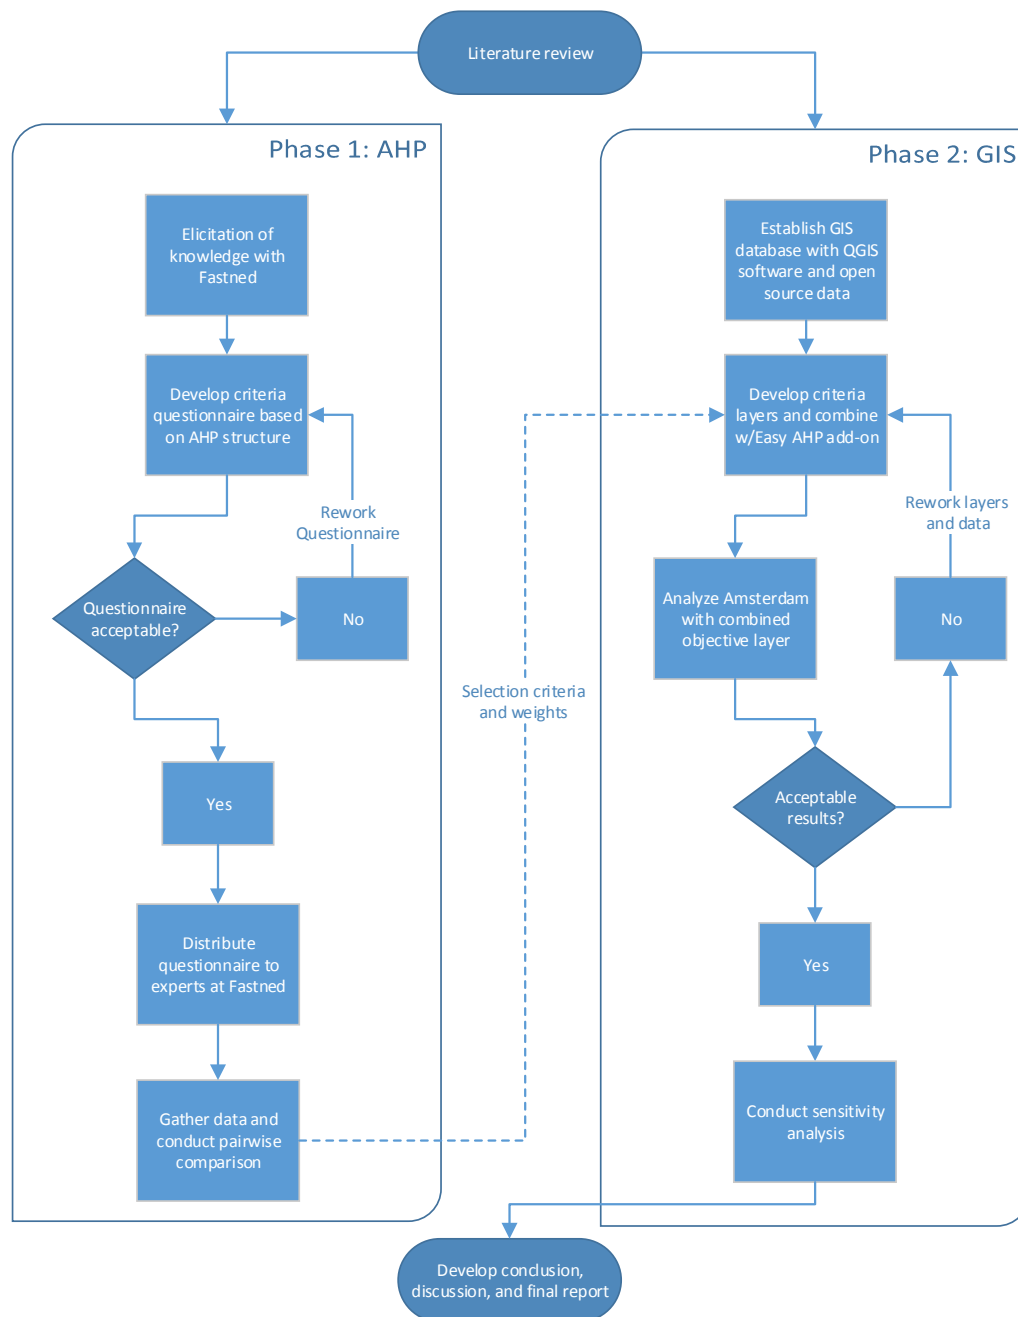 Literature review
Phase 1: AHP
Elicitation of
knowledge with
Fastned
Develop criteria
questionnaire based
on AHP structure
Rework
Questionnaire
Questionnaire
acceptable?
No
Yes
Distribute
questionnaire to
experts at Fastned
Gather data and
conduct pairwise
comparison
Selection criteria
and weights
Phase 2: GIS
Establish GIS
database with QGIS
software and open
source data
Develop criteria
layers and combine
w/Easy AHP add-on
Rework layers
and data
Analyze Amsterdam
with combined
objective layer
No
Acceptable
results?
Yes
Conduct sensitivity
analysis
Develop conclusion,
discussion, and final report